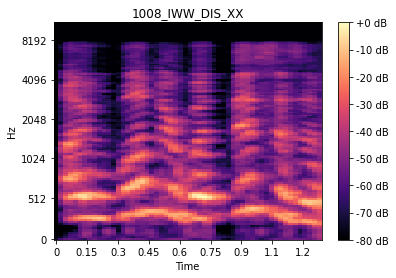 1008_IWW_DIS_XX
+0 dB
8192
-10 dB
4096
-20 dB
-30 dB
2048
-40 dB
Hz
1024
-50 dB
512
-60 dB
-70 dB
0
-80 dB
0 0.15 0.3 0.45 0.6 0.75 0.9 1.1 1.2
Time